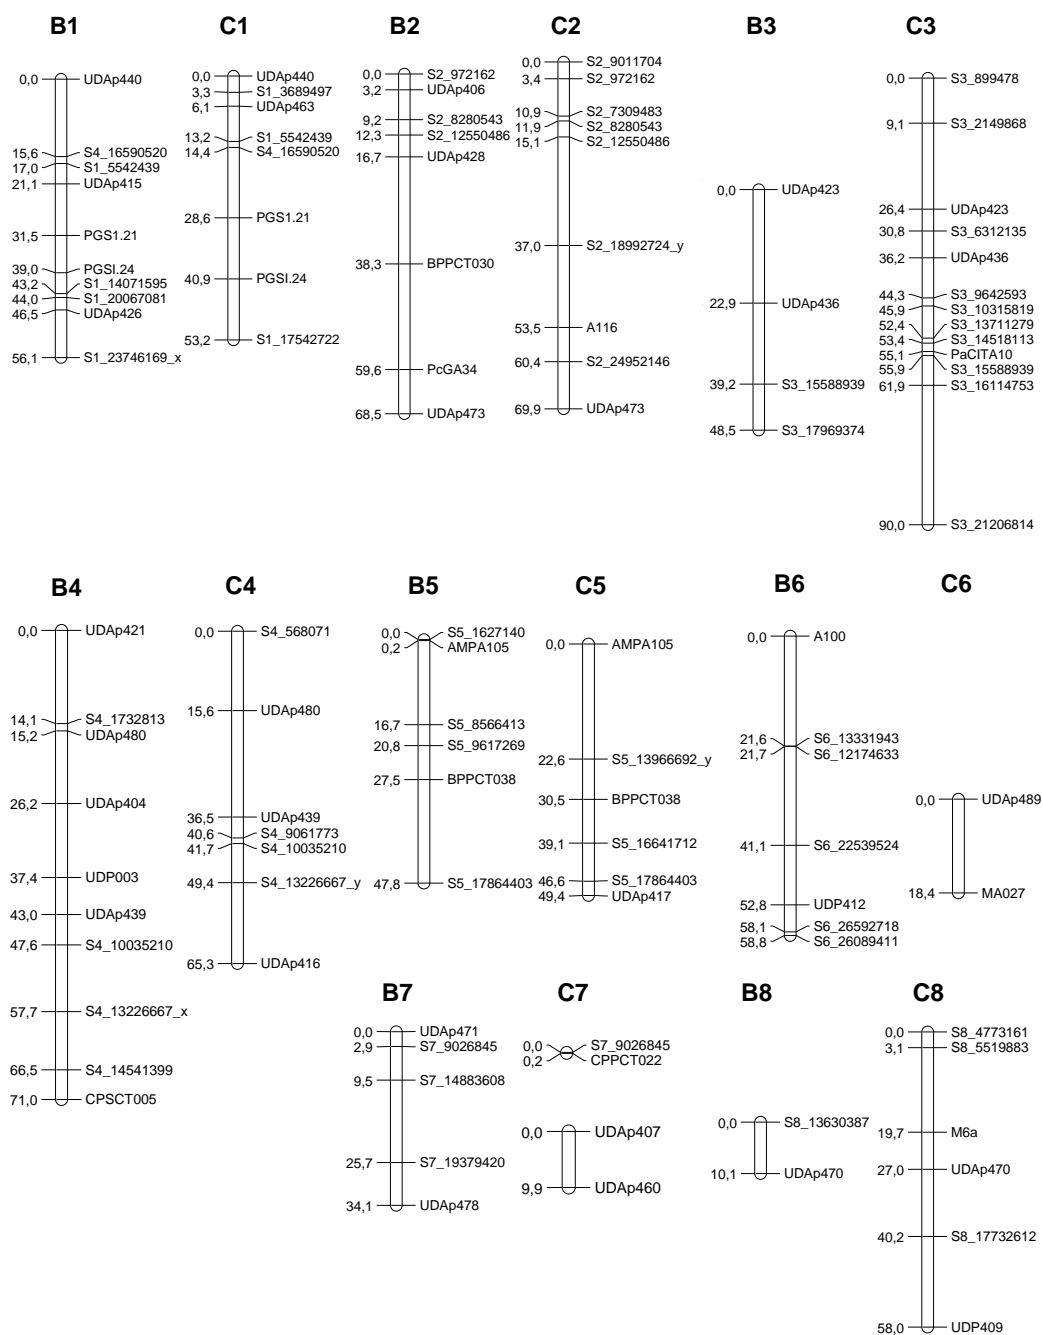 B1
0,0 UDAp440
15,6 S4_16590520
17,0 S1_5542439
21,1 UDAp415
31,5 PGS1.21
39,0 PGSI.24
43,2 S1_14071595
44,0 S1_20067081
46,5 UDAp426
56,1 S1_23746169_x
C1
0,0 UDAp440
3,3 S1_3689497
6,1 UDAp463
13,2 S1_5542439
14,4 S4_16590520
28,6 PGS1.21
40,9 PGSI.24
53,2 S1_17542722
B2
0,0 S2_972162
3,2 UDAp406
9,2 S2_8280543
12,3 S2_12550486
16,7 UDAp428
38,3 BPPCT030
59,6 PcGA34
68,5 UDAp473
C2
0,0 S2_9011704
3,4 S2_972162
10,9 S2_7309483
11,9 S2_8280543
15,1 S2_12550486
37,0 S2_18992724_y
53,5 A116
60,4 S2_24952146
69,9 UDAp473
B3
0,0 UDAp423
22,9 UDAp436
39,2 S3_15588939
48,5 S3_17969374
C3
0,0 S3_899478
9,1 S3_2149868
26,4 UDAp423
30,8 S3_6312135
36,2 UDAp436
44,3 S3_9642593
45,9 S3_10315819
52,4 S3_13711279
53,4 S3_14518113
55,1 PaCITA10
55,9 S3_15588939
61,9 S3_16114753
90,0 S3_21206814
B4
0,0 UDAp421
14,1 S4_1732813
15,2 UDAp480
26,2 UDAp404
37,4 UDP003
43,0 UDAp439
47,6 S4_10035210
57,7 S4_13226667_x
66,5 S4_14541399
71,0 CPSCT005
C4
0,0 S4_568071
15,6 UDAp480
36,5 UDAp439
40,6 S4_9061773
41,7 S4_10035210
49,4 S4_13226667_y
65,3 UDAp416
B5
0,0 S5_1627140
0,2 AMPA105
16,7 S5_8566413
20,8 S5_9617269
27,5 BPPCT038
47,8 S5_17864403
C5
0,0 AMPA105
22,6 S5_13966692_y
30,5 BPPCT038
39,1 S5_16641712
46,6 S5_17864403
49,4 UDAp417
B6
0,0 A100
21,6 S6_13331943
21,7 S6_12174633
41,1 S6_22539524
52,8 UDP412
58,1 S6_26592718
58,8 S6_26089411
C6
0,0 UDAp489
18,4 MA027
B7
0,0 UDAp471
2,9 S7_9026845
9,5 S7_14883608
25,7 S7_19379420
34,1 UDAp478
C7
0,0 S7_9026845
0,2 CPPCT022
0,0 UDAp407
9,9 UDAp460
B8
0,0 S8_13630387
10,1 UDAp470
C8
0,0 S8_4773161
3,1 S8_5519883
19,7 M6a
27,0 UDAp470
40,2 S8_17732612
58,0 UDP409